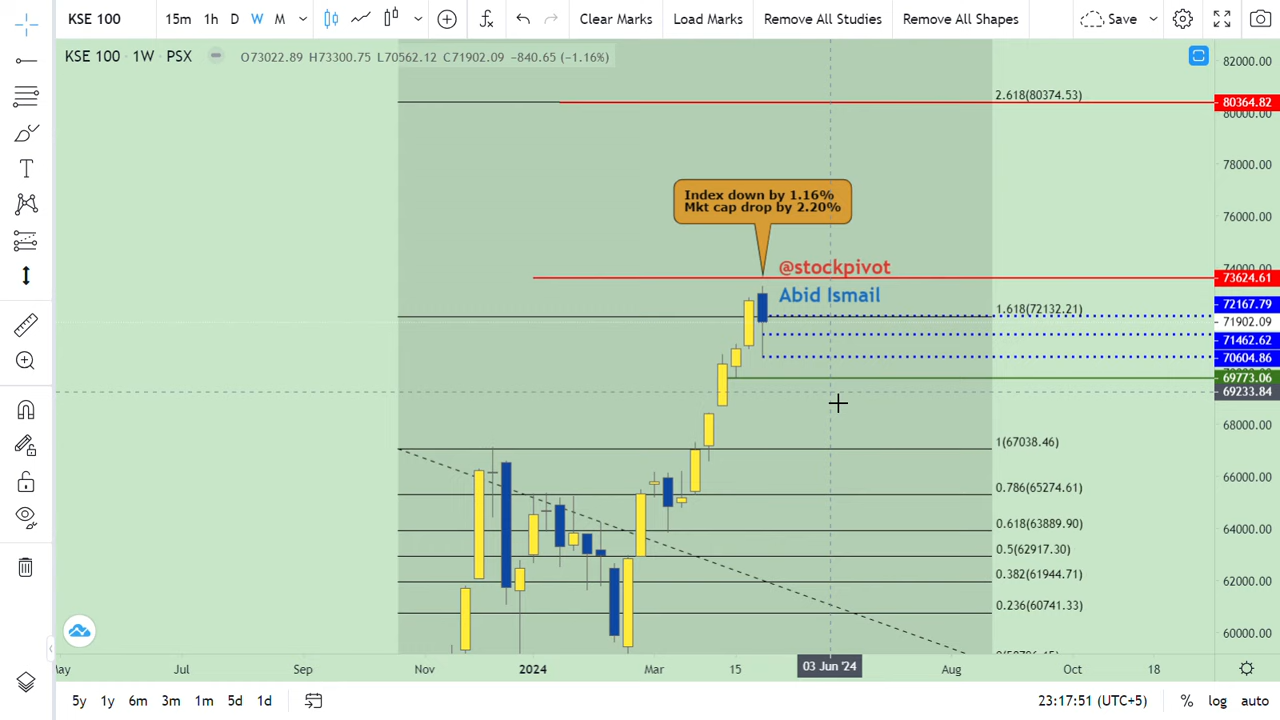 KSE 100
15m
1h
D
W
M
Clear Marks
Load Marks
Remove All Studies
Remove All Shapes
Save
KSE 100 · 1W · PSX
O73022.89 H73300.75 L70562.12 C71902.09 −840.65 (−1.16%)
82000.00
2.618(80374.53)
80364.82
80000.00
78000.00
Index down by 1.16%
Mkt cap drop by 2.20%
76000.00
@stockpivot
73624.61
Abid Ismail
1.618(72132.21)
72167.79
71902.09
71462.62
70604.86
69773.06
69233.84
68000.00
1(67038.46)
66000.00
0.786(65274.61)
0.618(63889.90)
64000.00
0.5(62917.30)
0.382(61944.71)
62000.00
0.236(60741.33)
60000.00
Jul
Sep
Nov
2024
Mar
15
03 Jun '24
Aug
Oct
18
5y
1y
6m
3m
1m
5d
1d
23:17:51 (UTC+5)
%
log
auto